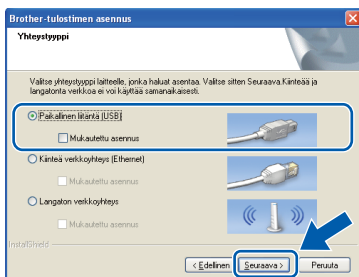 Brother-tulostimen asennus
Yhteystyyppi
Valitse yhteystyyppi laitteelle, jonka haluat asentaa. Valitse sitten Seuraava.Kiinteää ja
langatonta verkkoa ei voi käyttää samanaikaisesti.
Paikallinen liitäntä (USB)
Mukautettu asennus
Kiinteä verkkoyhteys (Ethernet)
Mukautettu asennus
Langaton verkkoyhteys
Mukautettu asennus
InstallShield
< Edellinen Seuraava > Peruuta